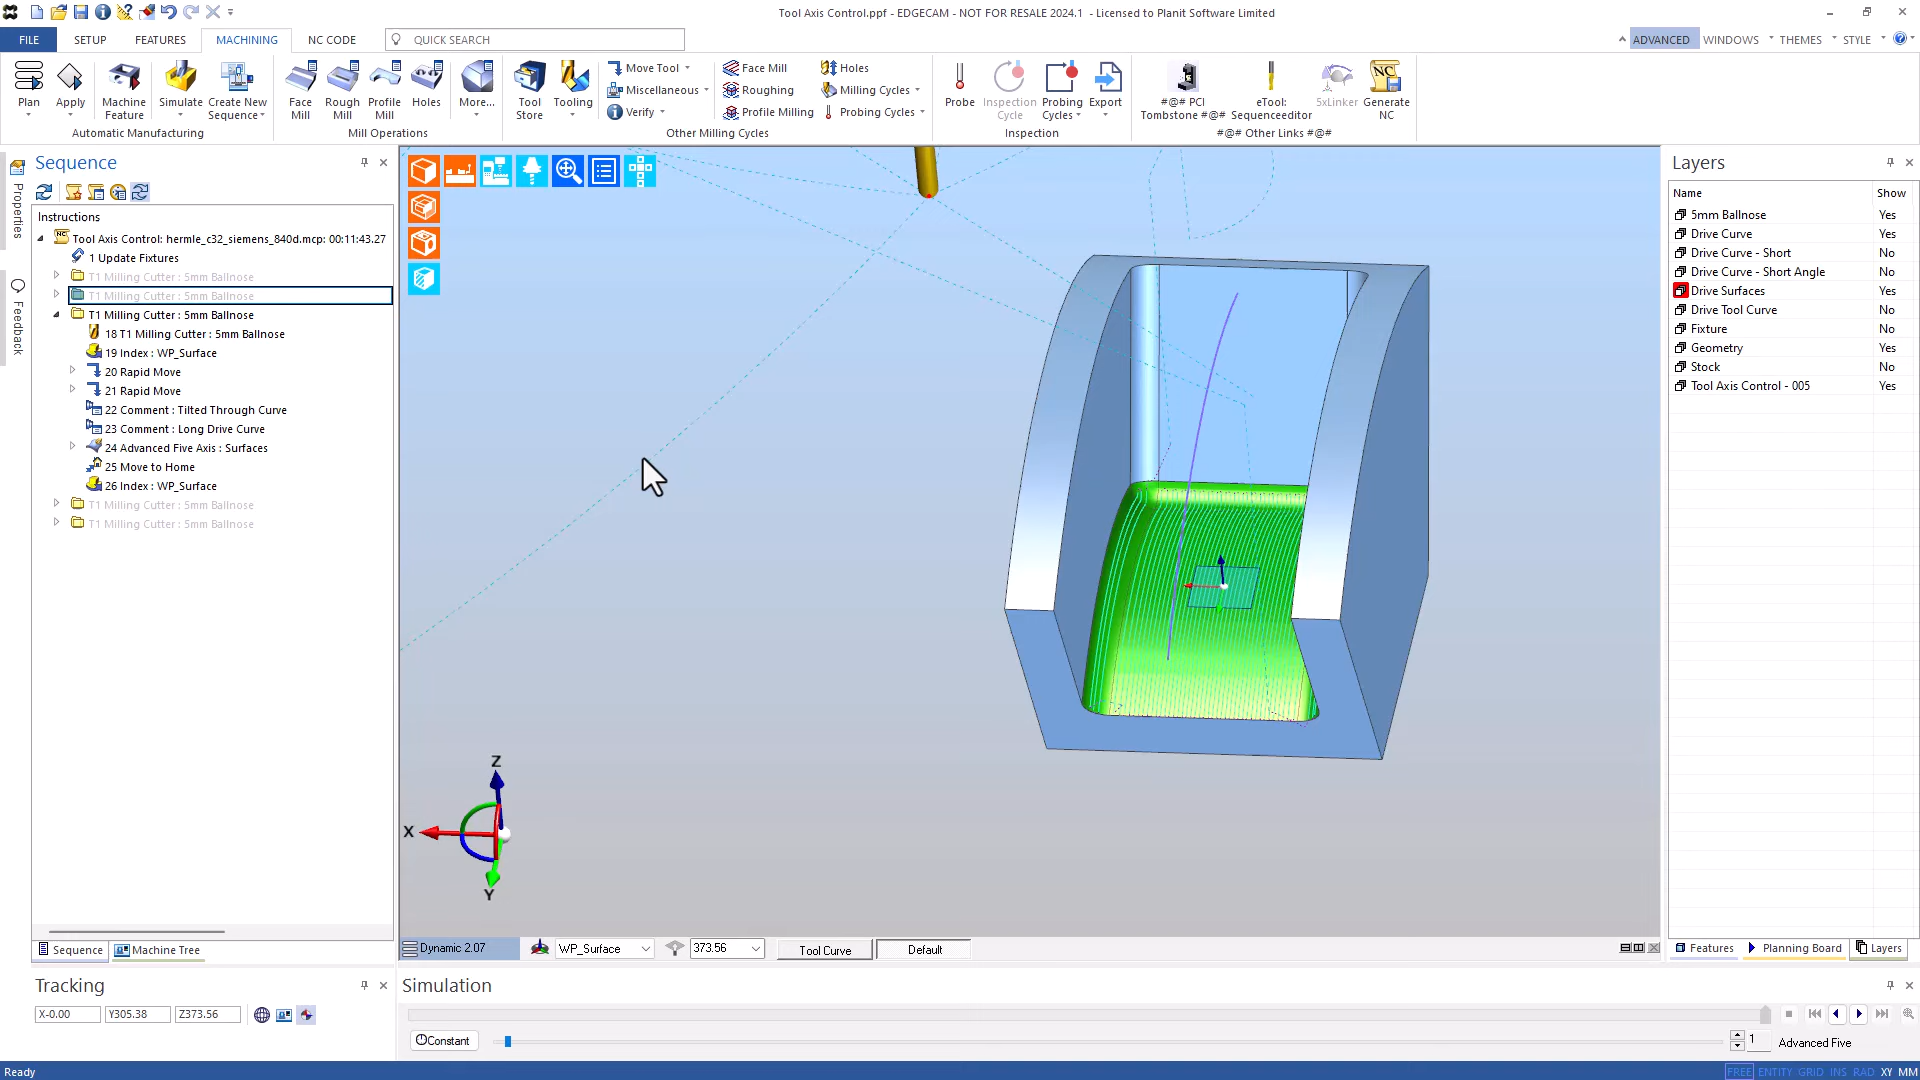 Tool Axis Control.ppf - EDGECAM - NOT FOR RESALE 2024.1 - Licensed to Planit Software Limited
FILE SETUP FEATURES MACHINING NC CODE QUICK SEARCH ADVANCED WINDOWS THEMES STYLE
Plan
Apply
Machine Feature
Simulate
Create New Sequence
Automatic Manufacturing
Face Mill
Rough Mill
Profile Mill
Holes
More...
Mill Operations
Tool Store
Tooling
Move Tool
Miscellaneous
Verify
Face Mill
Roughing
Profile Milling
Holes
Milling Cycles
Probing Cycles
Other Milling Cycles
Probe
Inspection Cycle
Probing Cycles
Export
Inspection
#@# PCI Tombstone #@#
eTool: Sequenceeditor
5xLinker
Generate NC
#@# Other Links #@#
Properties
Feedback
Sequence
Instructions
Tool Axis Control: hermle_c32_siemens_840d.mcp: 00:11:43.27
1 Update Fixtures
T1 Milling Cutter : 5mm Ballnose
T1 Milling Cutter : 5mm Ballnose
T1 Milling Cutter : 5mm Ballnose
18 T1 Milling Cutter : 5mm Ballnose
19 Index : WP_Surface
20 Rapid Move
21 Rapid Move
22 Comment : Tilted Through Curve
23 Comment : Long Drive Curve
24 Advanced Five Axis : Surfaces
25 Move to Home
26 Index : WP_Surface
T1 Milling Cutter : 5mm Ballnose
T1 Milling Cutter : 5mm Ballnose
Sequence Machine Tree
Z
X
Y
Dynamic 2.07 WP_Surface 373.56 Tool Curve Default
Layers
Name Show
5mm Ballnose Yes
Drive Curve Yes
Drive Curve - Short No
Drive Curve - Short Angle No
Drive Surfaces Yes
Drive Tool Curve No
Fixture No
Geometry Yes
Stock No
Tool Axis Control - 005 Yes
Features Planning Board Layers
Tracking
X-0.00 Y305.38 Z373.56
Simulation
Constant
1 Advanced Five
Ready
FREE ENTITY GRID INS RAD XY MM